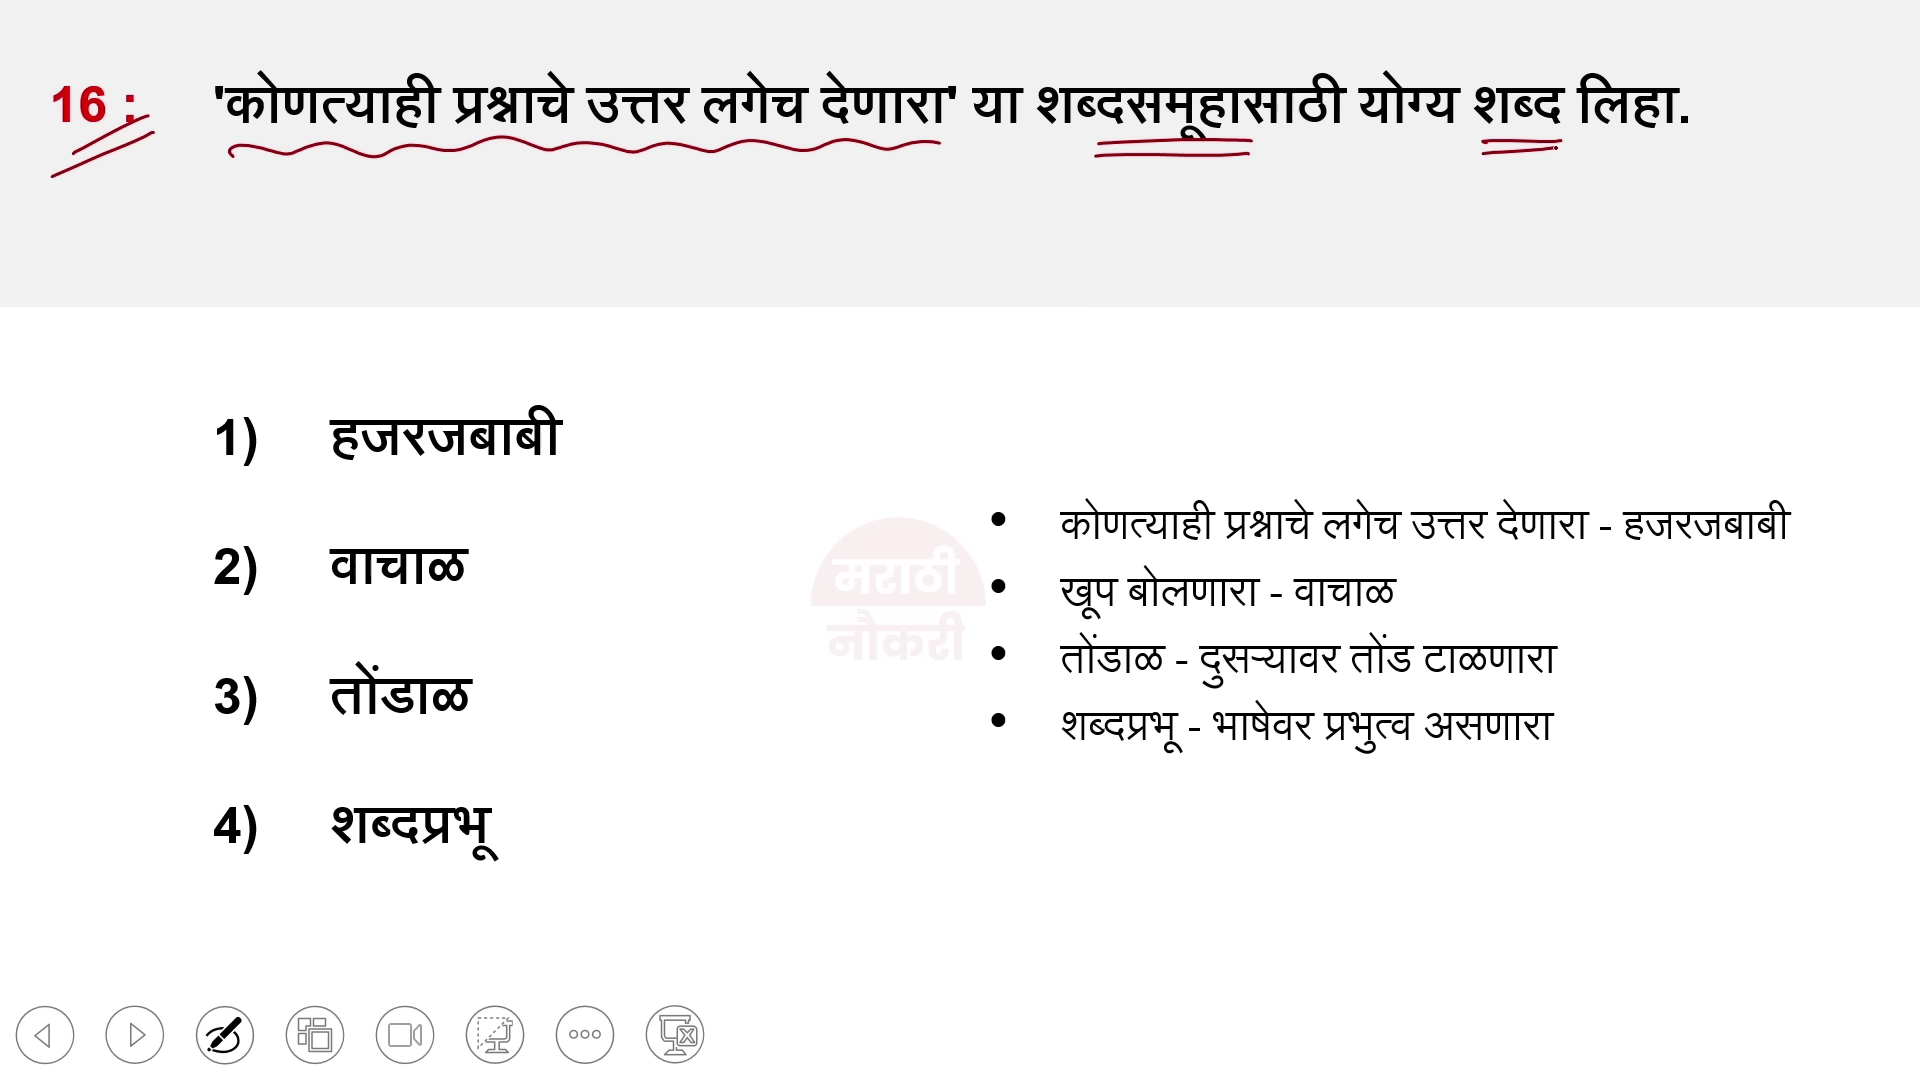 16 : 'कोणत्याही प्रश्नाचे उत्तर लगेच देणारा' या शब्दसमूहासाठी योग्य शब्द लिहा.
1) हजरजबाबी
2) वाचाळ
3) तोंडाळ
4) शब्दप्रभू
मराठी
नौकरी
• कोणत्याही प्रश्नाचे लगेच उत्तर देणारा - हजरजबाबी
• खूप बोलणारा - वाचाळ
• तोंडाळ - दुसऱ्यावर तोंड टाळणारा
• शब्दप्रभू - भाषेवर प्रभुत्व असणारा